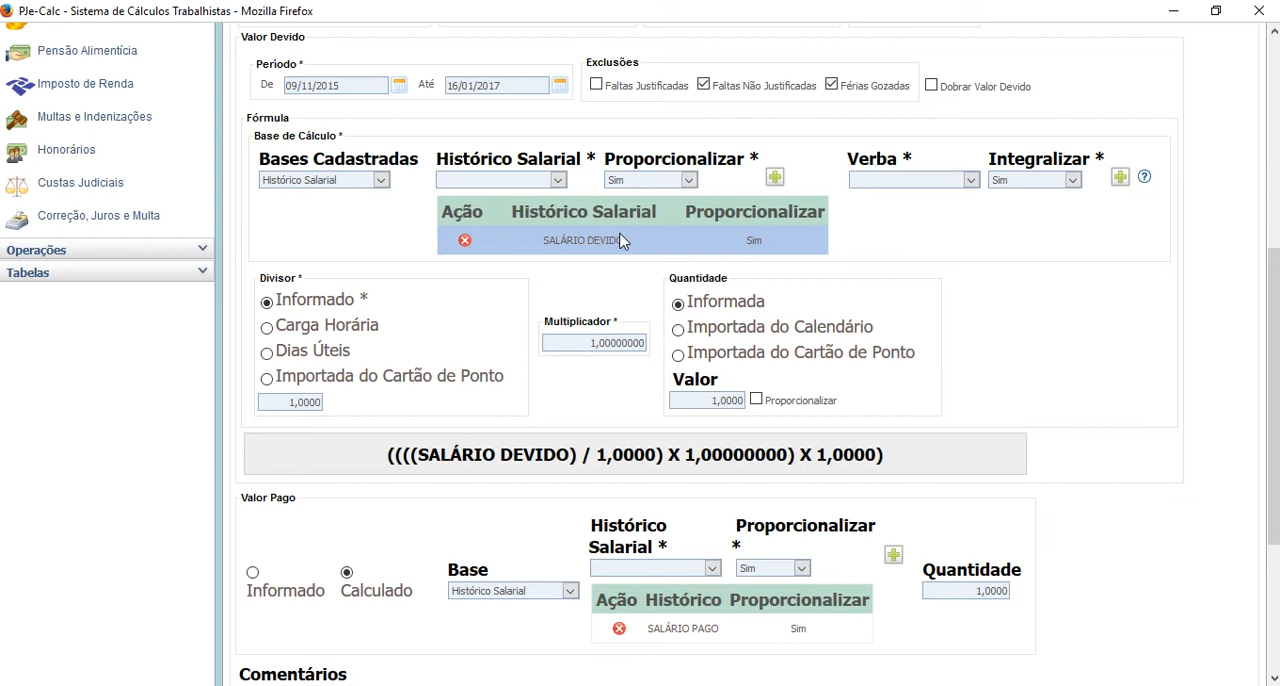 PJe-Calc - Sistema de Cálculos Trabalhistas - Mozilla Firefox
Pensão Alimentícia
Imposto de Renda
Multas e Indenizações
Honorários
Custas Judiciais
Correção, Juros e Multa
Operações
Tabelas
Valor Devido
Período *
De 09/11/2015 Até 16/01/2017
Exclusões
Faltas Justificadas Faltas Não Justificadas Férias Gozadas
Dobrar Valor Devido
Fórmula
Base de Cálculo *
Bases Cadastradas Histórico Salarial * Proporcionalizar * Verba * Integralizar *
Histórico Salarial Sim Sim
Ação Histórico Salarial Proporcionalizar
SALÁRIO DEVIDO Sim
Divisor *
Informado *
Carga Horária
Dias Úteis
Importada do Cartão de Ponto
1,0000
Multiplicador *
1,00000000
Quantidade
Informada
Importada do Calendário
Importada do Cartão de Ponto
Valor
1,0000 Proporcionalizar
((((SALÁRIO DEVIDO) / 1,0000) X 1,00000000) X 1,0000)
Valor Pago
Informado
Calculado
Base
Histórico Salarial
Histórico
Salarial *
Proporcionalizar
*
Sim
Ação Histórico Proporcionalizar
SALÁRIO PAGO Sim
Quantidade
1,0000
Comentários